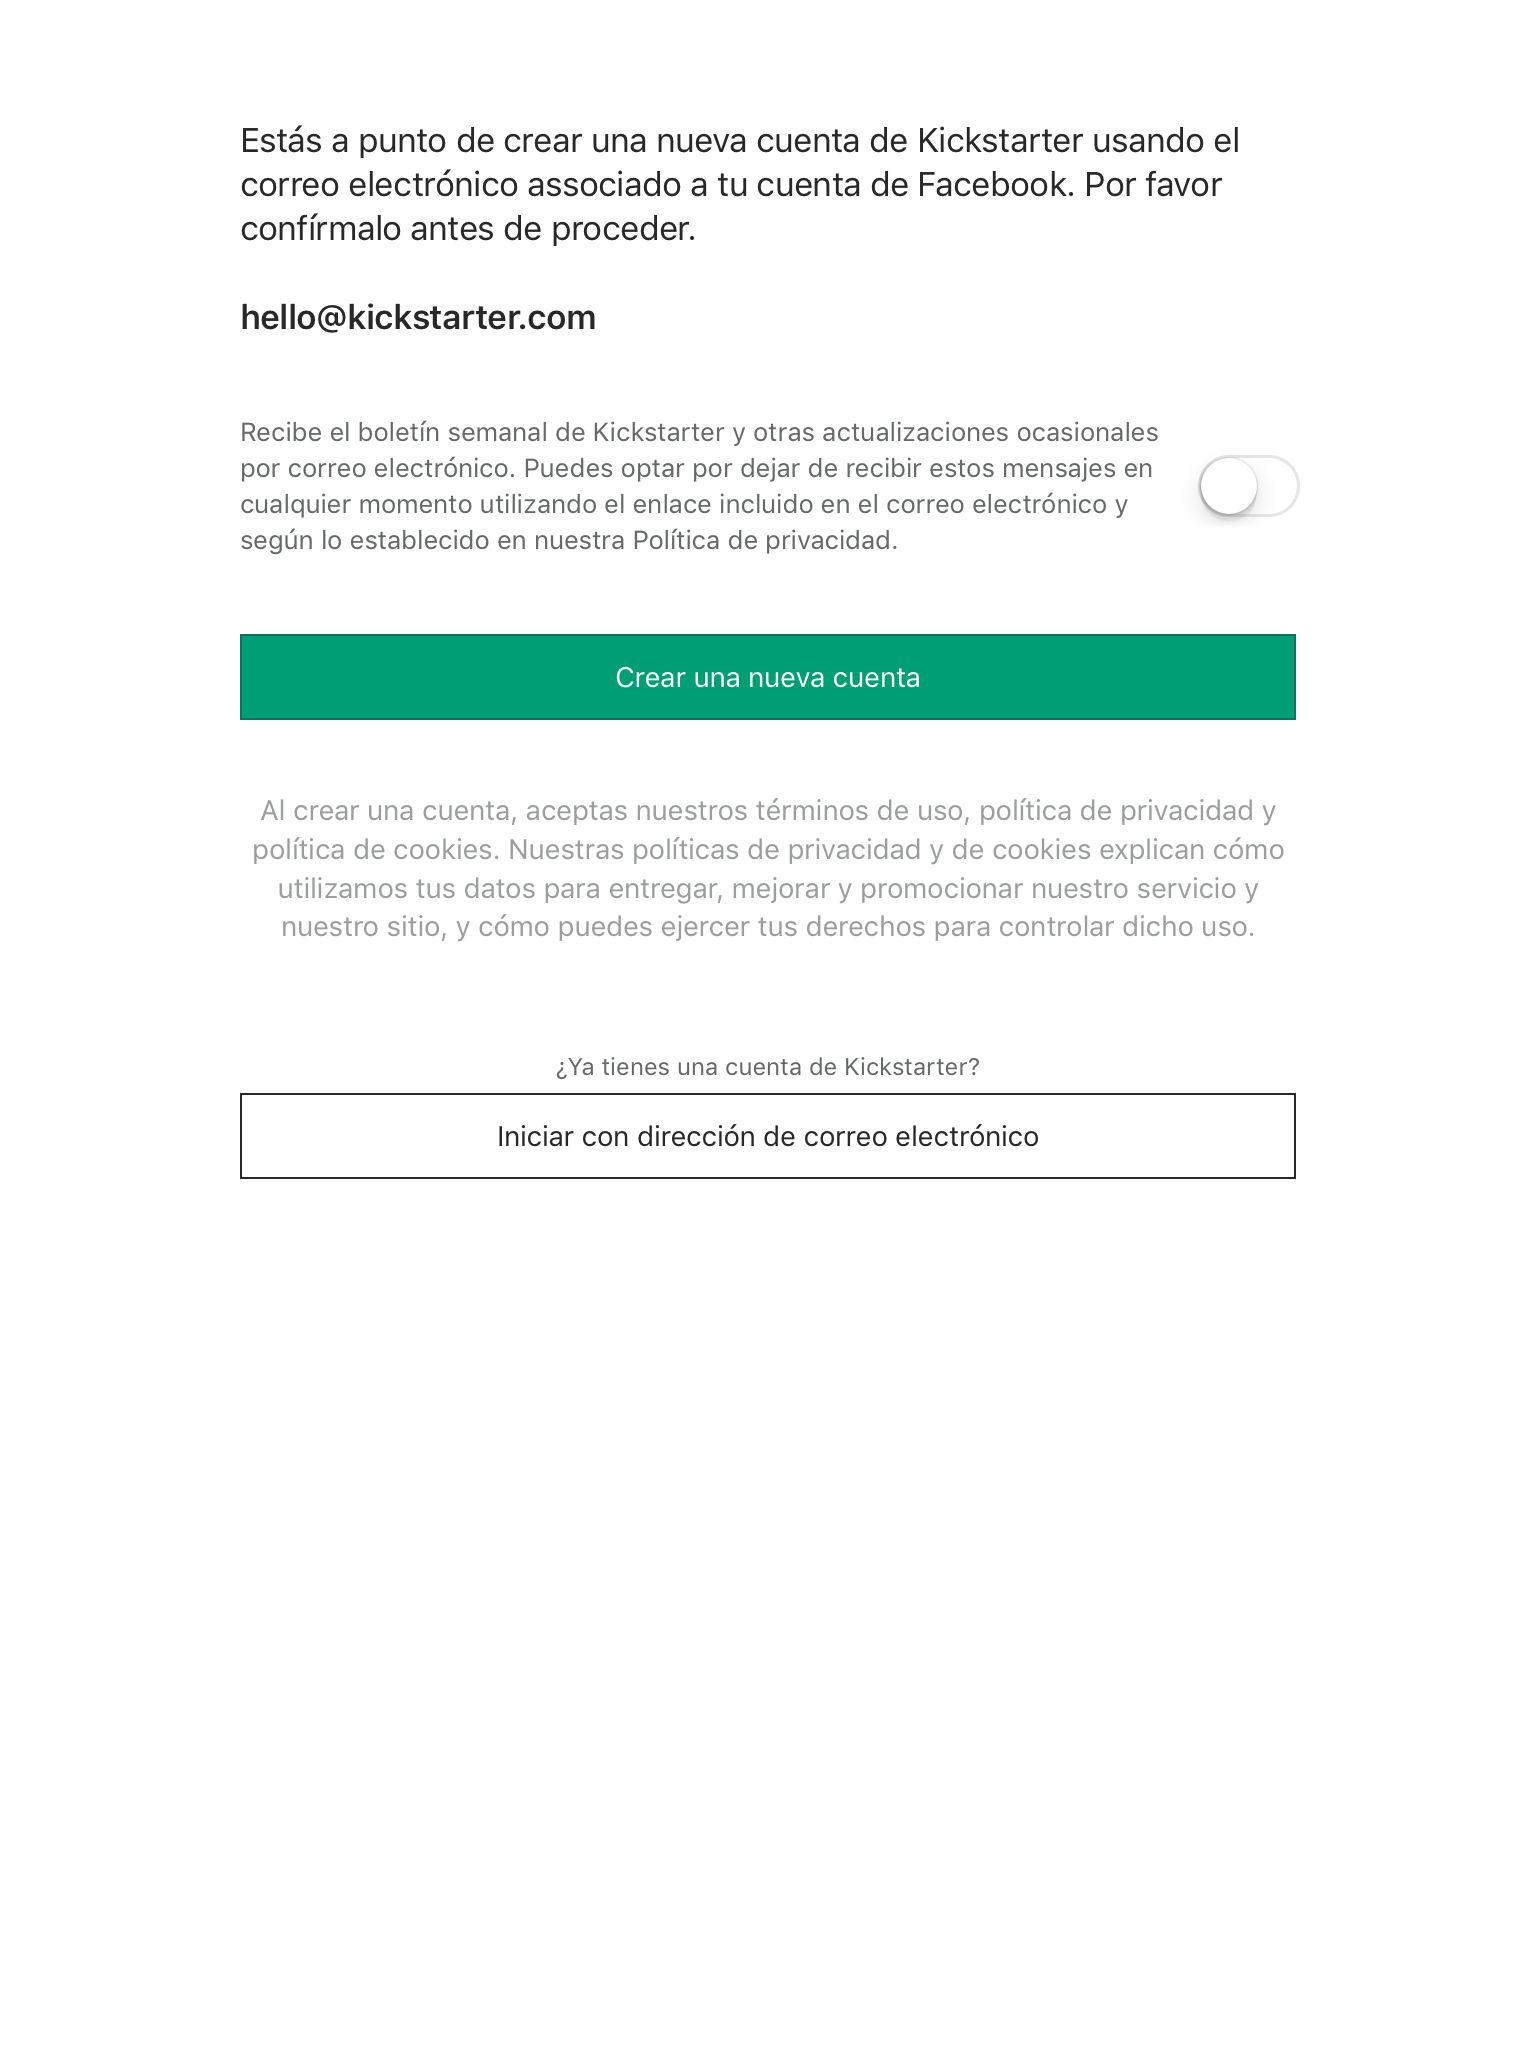 Estás a punto de crear una nueva cuenta de Kickstarter usando el
correo electrónico associado a tu cuenta de Facebook. Por favor
confírmalo antes de proceder.
hello@kickstarter.com
Recibe el boletín semanal de Kickstarter y otras actualizaciones ocasionales
por correo electrónico. Puedes optar por dejar de recibir estos mensajes en
cualquier momento utilizando el enlace incluido en el correo electrónico y
según lo establecido en nuestra Política de privacidad.
Crear una nueva cuenta
Al crear una cuenta, aceptas nuestros términos de uso, política de privacidad y
política de cookies. Nuestras políticas de privacidad y de cookies explican cómo
utilizamos tus datos para entregar, mejorar y promocionar nuestro servicio y
nuestro sitio, y cómo puedes ejercer tus derechos para controlar dicho uso.
¿Ya tienes una cuenta de Kickstarter?
Iniciar con dirección de correo electrónico